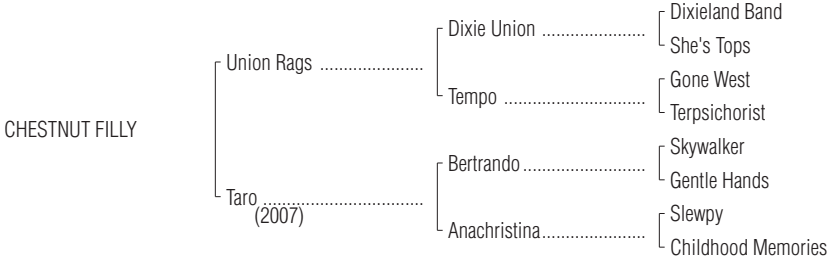 Dixieland Band
Dixie Union ......................
She's Tops
Union Rags ......................
Gone West
Tempo ..............................
Terpsichorist
CHESTNUT FILLY
Skywalker
Bertrando ..........................
Gentle Hands
Taro ..................................
(2007)
Slewpy
Anachristina ......................
Childhood Memories